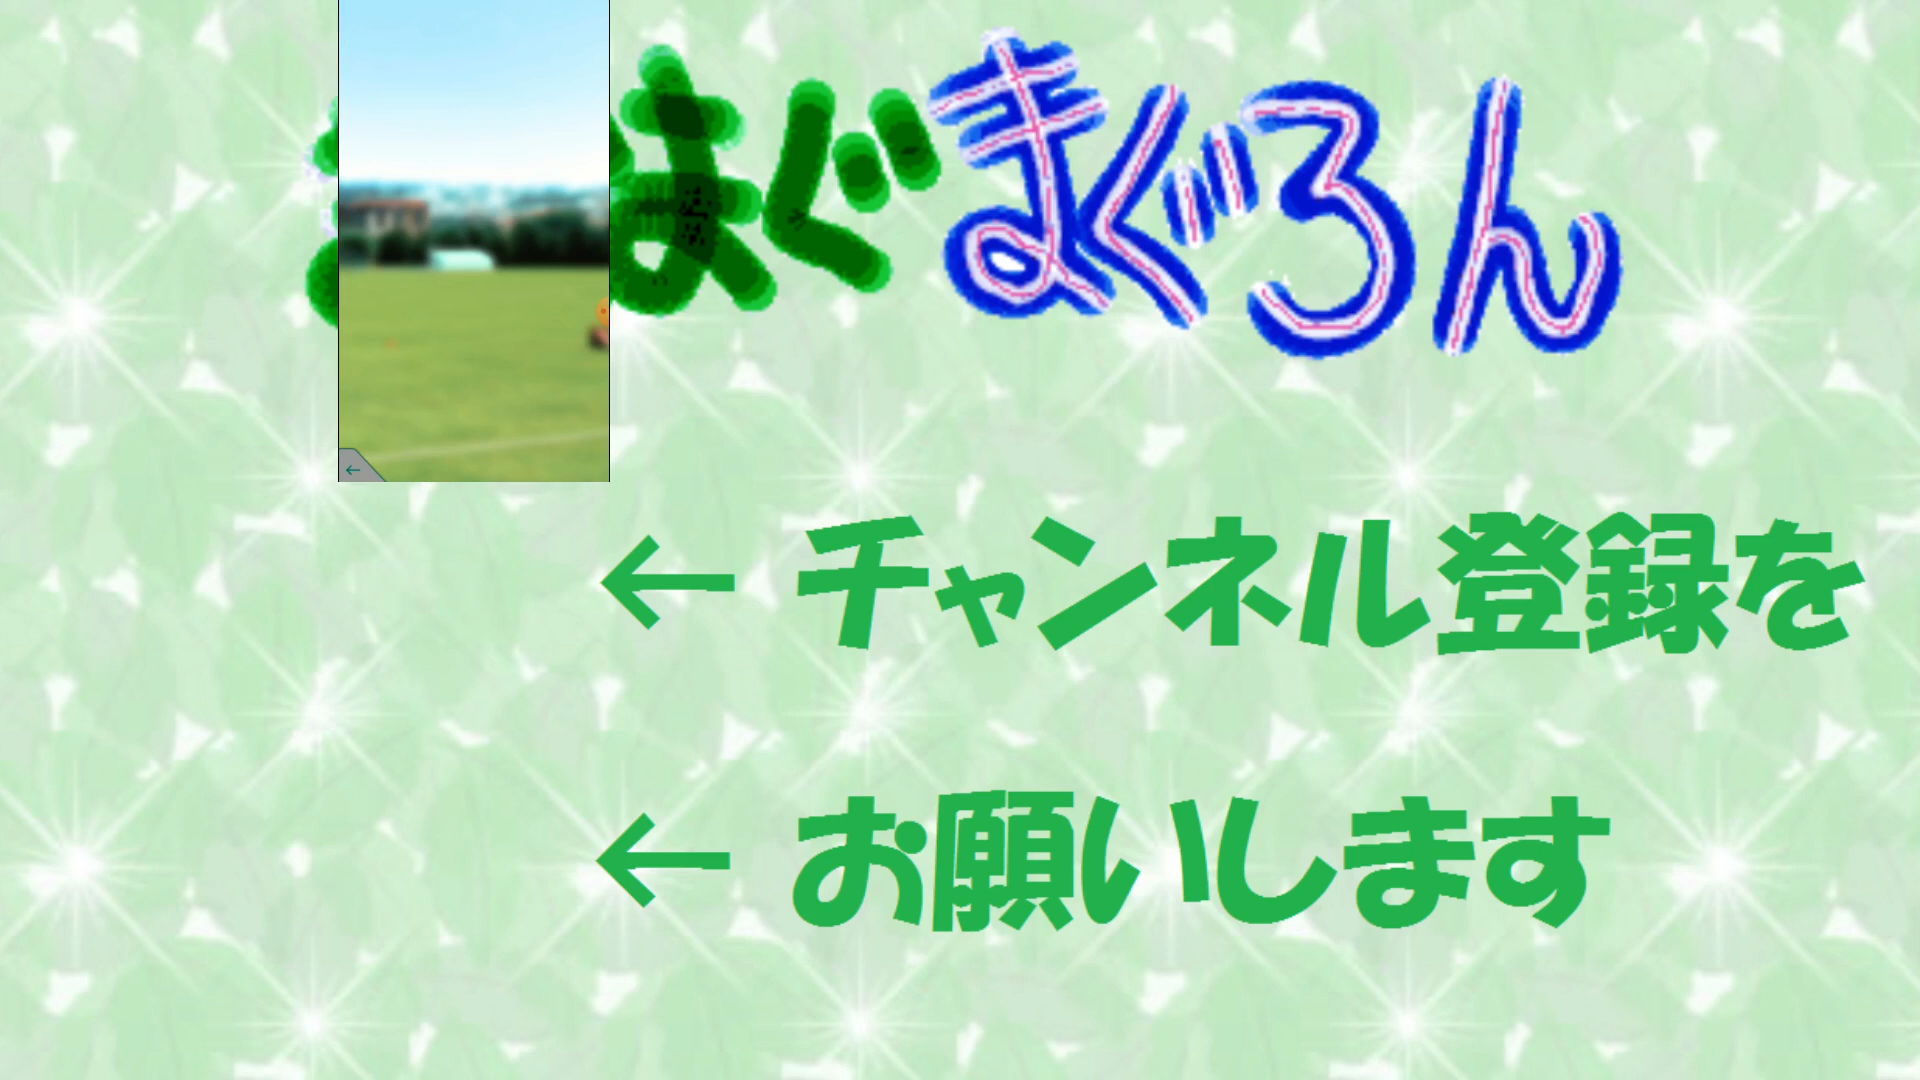 まぐまぐろん
← チャンネル登録を
← お願いします